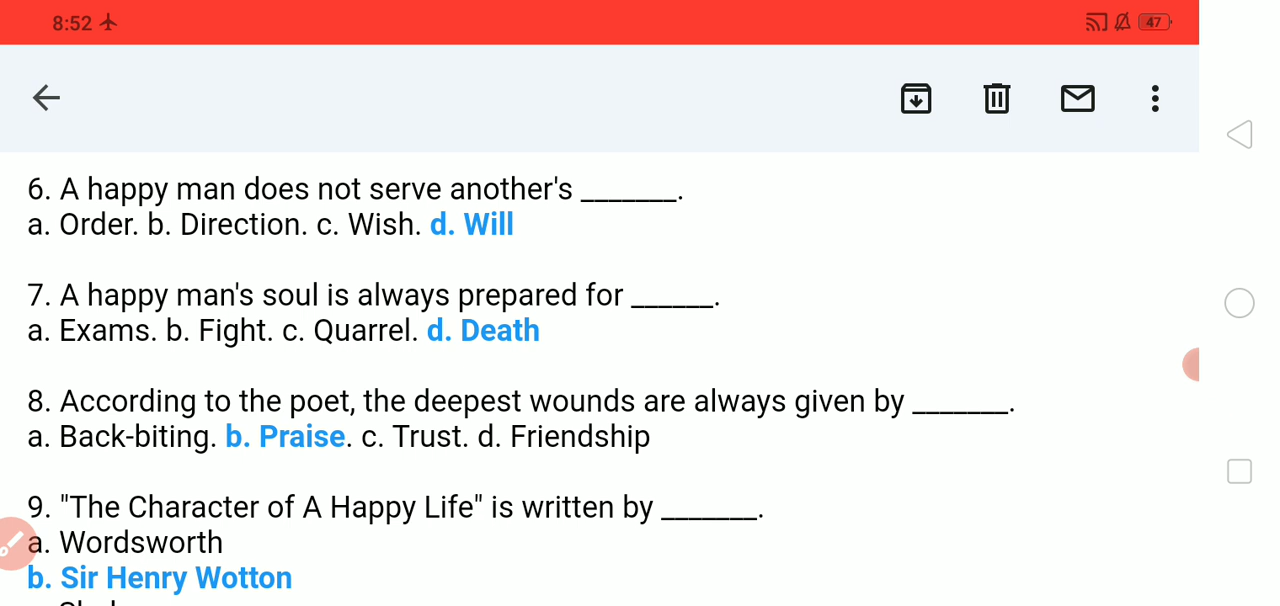 8:52
47
6. A happy man does not serve another's _______.
a. Order. b. Direction. c. Wish. d. Will
7. A happy man's soul is always prepared for ______.
a. Exams. b. Fight. c. Quarrel. d. Death
8. According to the poet, the deepest wounds are always given by _______.
a. Back-biting. b. Praise. c. Trust. d. Friendship
9. "The Character of A Happy Life" is written by _______.
a. Wordsworth
b. Sir Henry Wotton